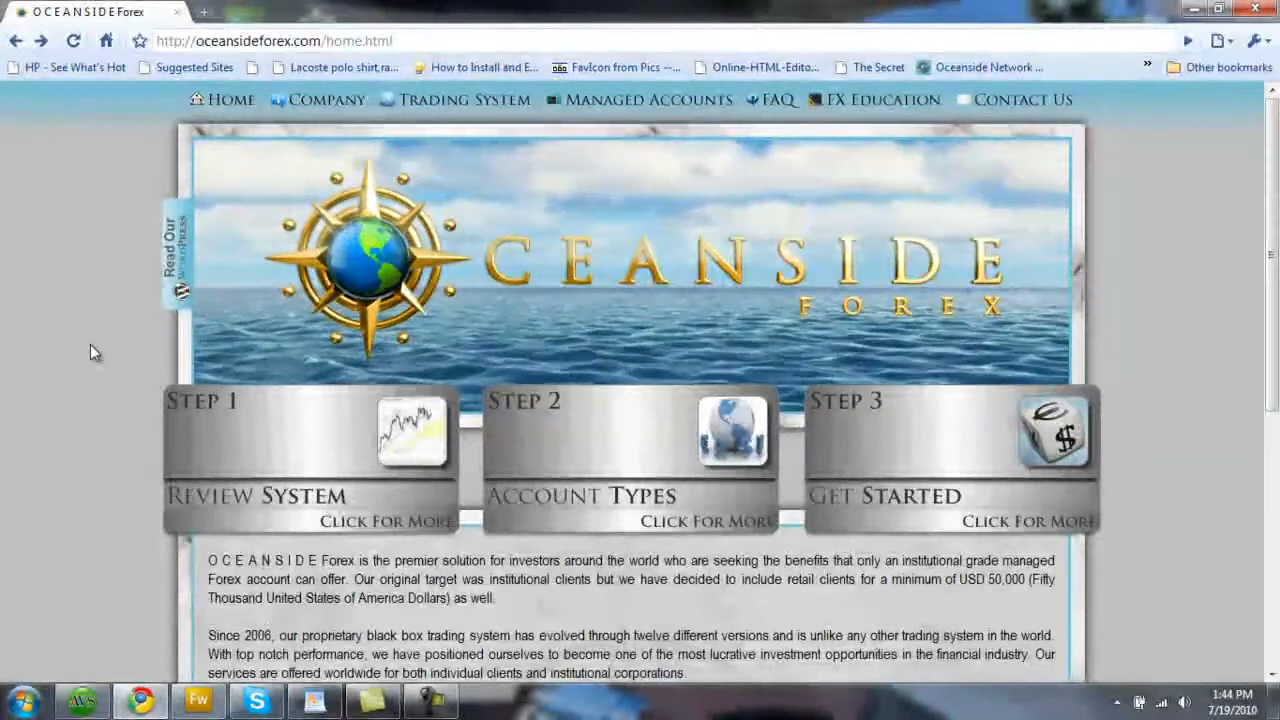 O C E A N S I D E Forex
http://oceansideforex.com/home.html
HP - See What's Hot Suggested Sites Lacoste polo shirt,ra... How to Install and E... FavIcon from Pics --... Online-HTML-Edito... The Secret Oceanside Network ... » Other bookmarks
Home Company Trading System Managed Accounts FAQ FX Education Contact Us
Read Our WordPress
CEANSIDE
FOREX
Step 1 Step 2 Step 3
Review System Account Types Get Started
Click For More Click For More Click For More
O C E A N S I D E Forex is the premier solution for investors around the world who are seeking the benefits that only an institutional grade managed
Forex account can offer. Our original target was institutional clients but we have decided to include retail clients for a minimum of USD 50,000 (Fifty
Thousand United States of America Dollars) as well.
Since 2006, our proprietary black box trading system has evolved through twelve different versions and is unlike any other trading system in the world.
With top notch performance, we have positioned ourselves to become one of the most lucrative investment opportunities in the financial industry. Our
services are offered worldwide for both individual clients and institutional corporations.
AVS Fw
1:44 PM
7/19/2010